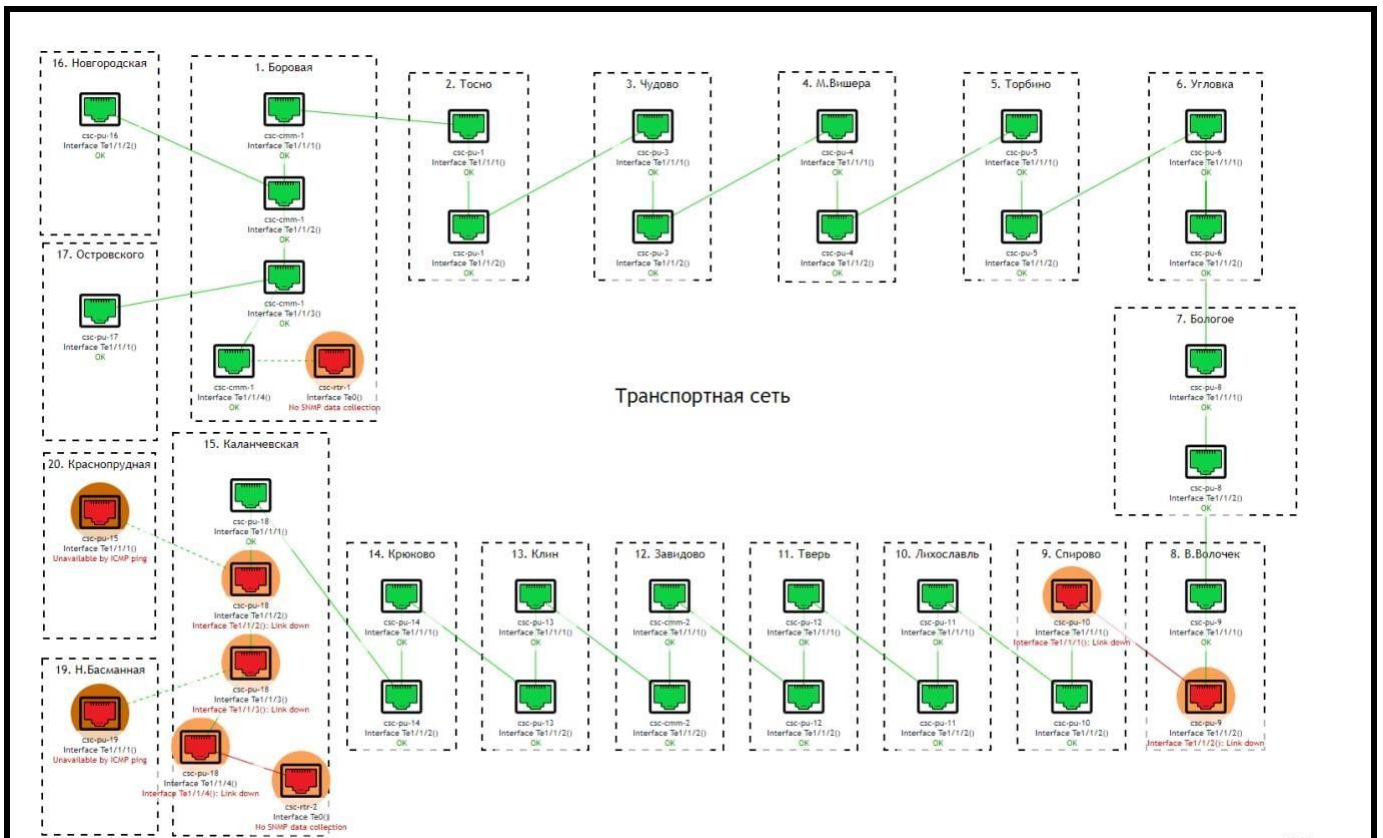 16. Новгородская
csc-pu-16
Interface Te1/1/2()
OK
1. Боровая
csc-cmm-1
Interface Te1/1/1()
OK
csc-cmm-1
Interface Te1/1/2()
OK
csc-cmm-1
Interface Te1/1/3()
OK
csc-cmm-1
Interface Te1/1/4()
OK
csc-rtr-1
Interface Te0()
No SNMP data collection
2. Тосно
csc-pu-1
Interface Te1/1/1()
OK
csc-pu-1
Interface Te1/1/2()
OK
3. Чудово
csc-pu-3
Interface Te1/1/1()
OK
csc-pu-3
Interface Te1/1/2()
OK
4. М.Вишера
csc-pu-4
Interface Te1/1/1()
OK
csc-pu-4
Interface Te1/1/2()
OK
5. Торбино
csc-pu-5
Interface Te1/1/1()
OK
csc-pu-5
Interface Te1/1/2()
OK
6. Угловка
csc-pu-6
Interface Te1/1/1()
OK
csc-pu-6
Interface Te1/1/2()
OK
17. Островского
csc-pu-17
Interface Te1/1/1()
OK
7. Бологое
csc-pu-8
Interface Te1/1/1()
OK
csc-pu-8
Interface Te1/1/2()
OK
Транспортная сеть
20. Краснопрудная
csc-pu-15
Interface Te1/1/1()
Unavailable by ICMP ping
15. Каланчевская
csc-pu-18
Interface Te1/1/1()
OK
csc-pu-18
Interface Te1/1/2()
Interface Te1/1/2(): Link down
csc-pu-18
Interface Te1/1/3()
Interface Te1/1/3(): Link down
csc-pu-18
Interface Te1/1/4()
Interface Te1/1/4(): Link down
csc-rtr-2
Interface Te0()
No SNMP data collection
19. Н.Басманная
csc-pu-19
Interface Te1/1/1()
Unavailable by ICMP ping
14. Крюково
csc-pu-14
Interface Te1/1/1()
OK
csc-pu-14
Interface Te1/1/2()
OK
13. Клин
csc-pu-13
Interface Te1/1/1()
OK
csc-pu-13
Interface Te1/1/2()
OK
12. Завидово
csc-cmm-2
Interface Te1/1/1()
OK
csc-cmm-2
Interface Te1/1/2()
OK
11. Тверь
csc-pu-12
Interface Te1/1/1()
OK
csc-pu-12
Interface Te1/1/2()
OK
10. Лихославль
csc-pu-11
Interface Te1/1/1()
OK
csc-pu-11
Interface Te1/1/2()
OK
9. Спирово
csc-pu-10
Interface Te1/1/1()
Interface Te1/1/1(): Link down
csc-pu-10
Interface Te1/1/2()
OK
8. В.Волочек
csc-pu-9
Interface Te1/1/1()
OK
csc-pu-9
Interface Te1/1/2()
Interface Te1/1/2(): Link down